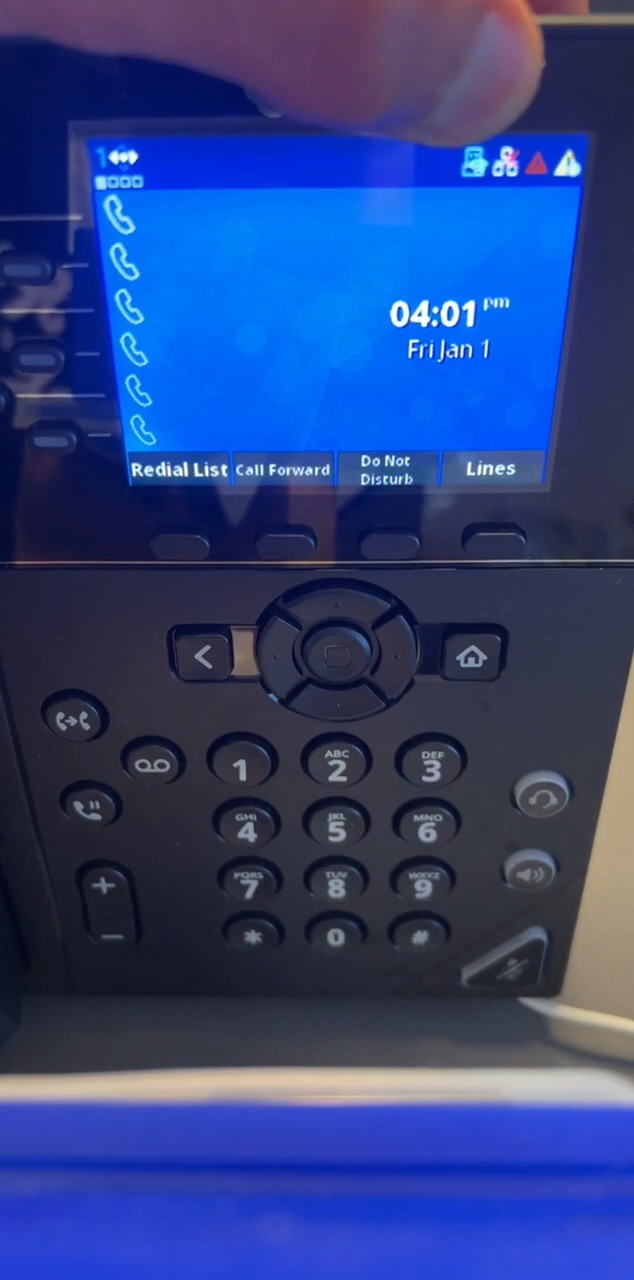 1
04:01 pm
Fri Jan 1
Redial List
Call Forward
Do Not
Disturb
Lines
1
ABC
2
DEF
3
GHI
4
JKL
5
MNO
6
PQRS
7
TUV
8
WXYZ
9
*
0
#
+
−